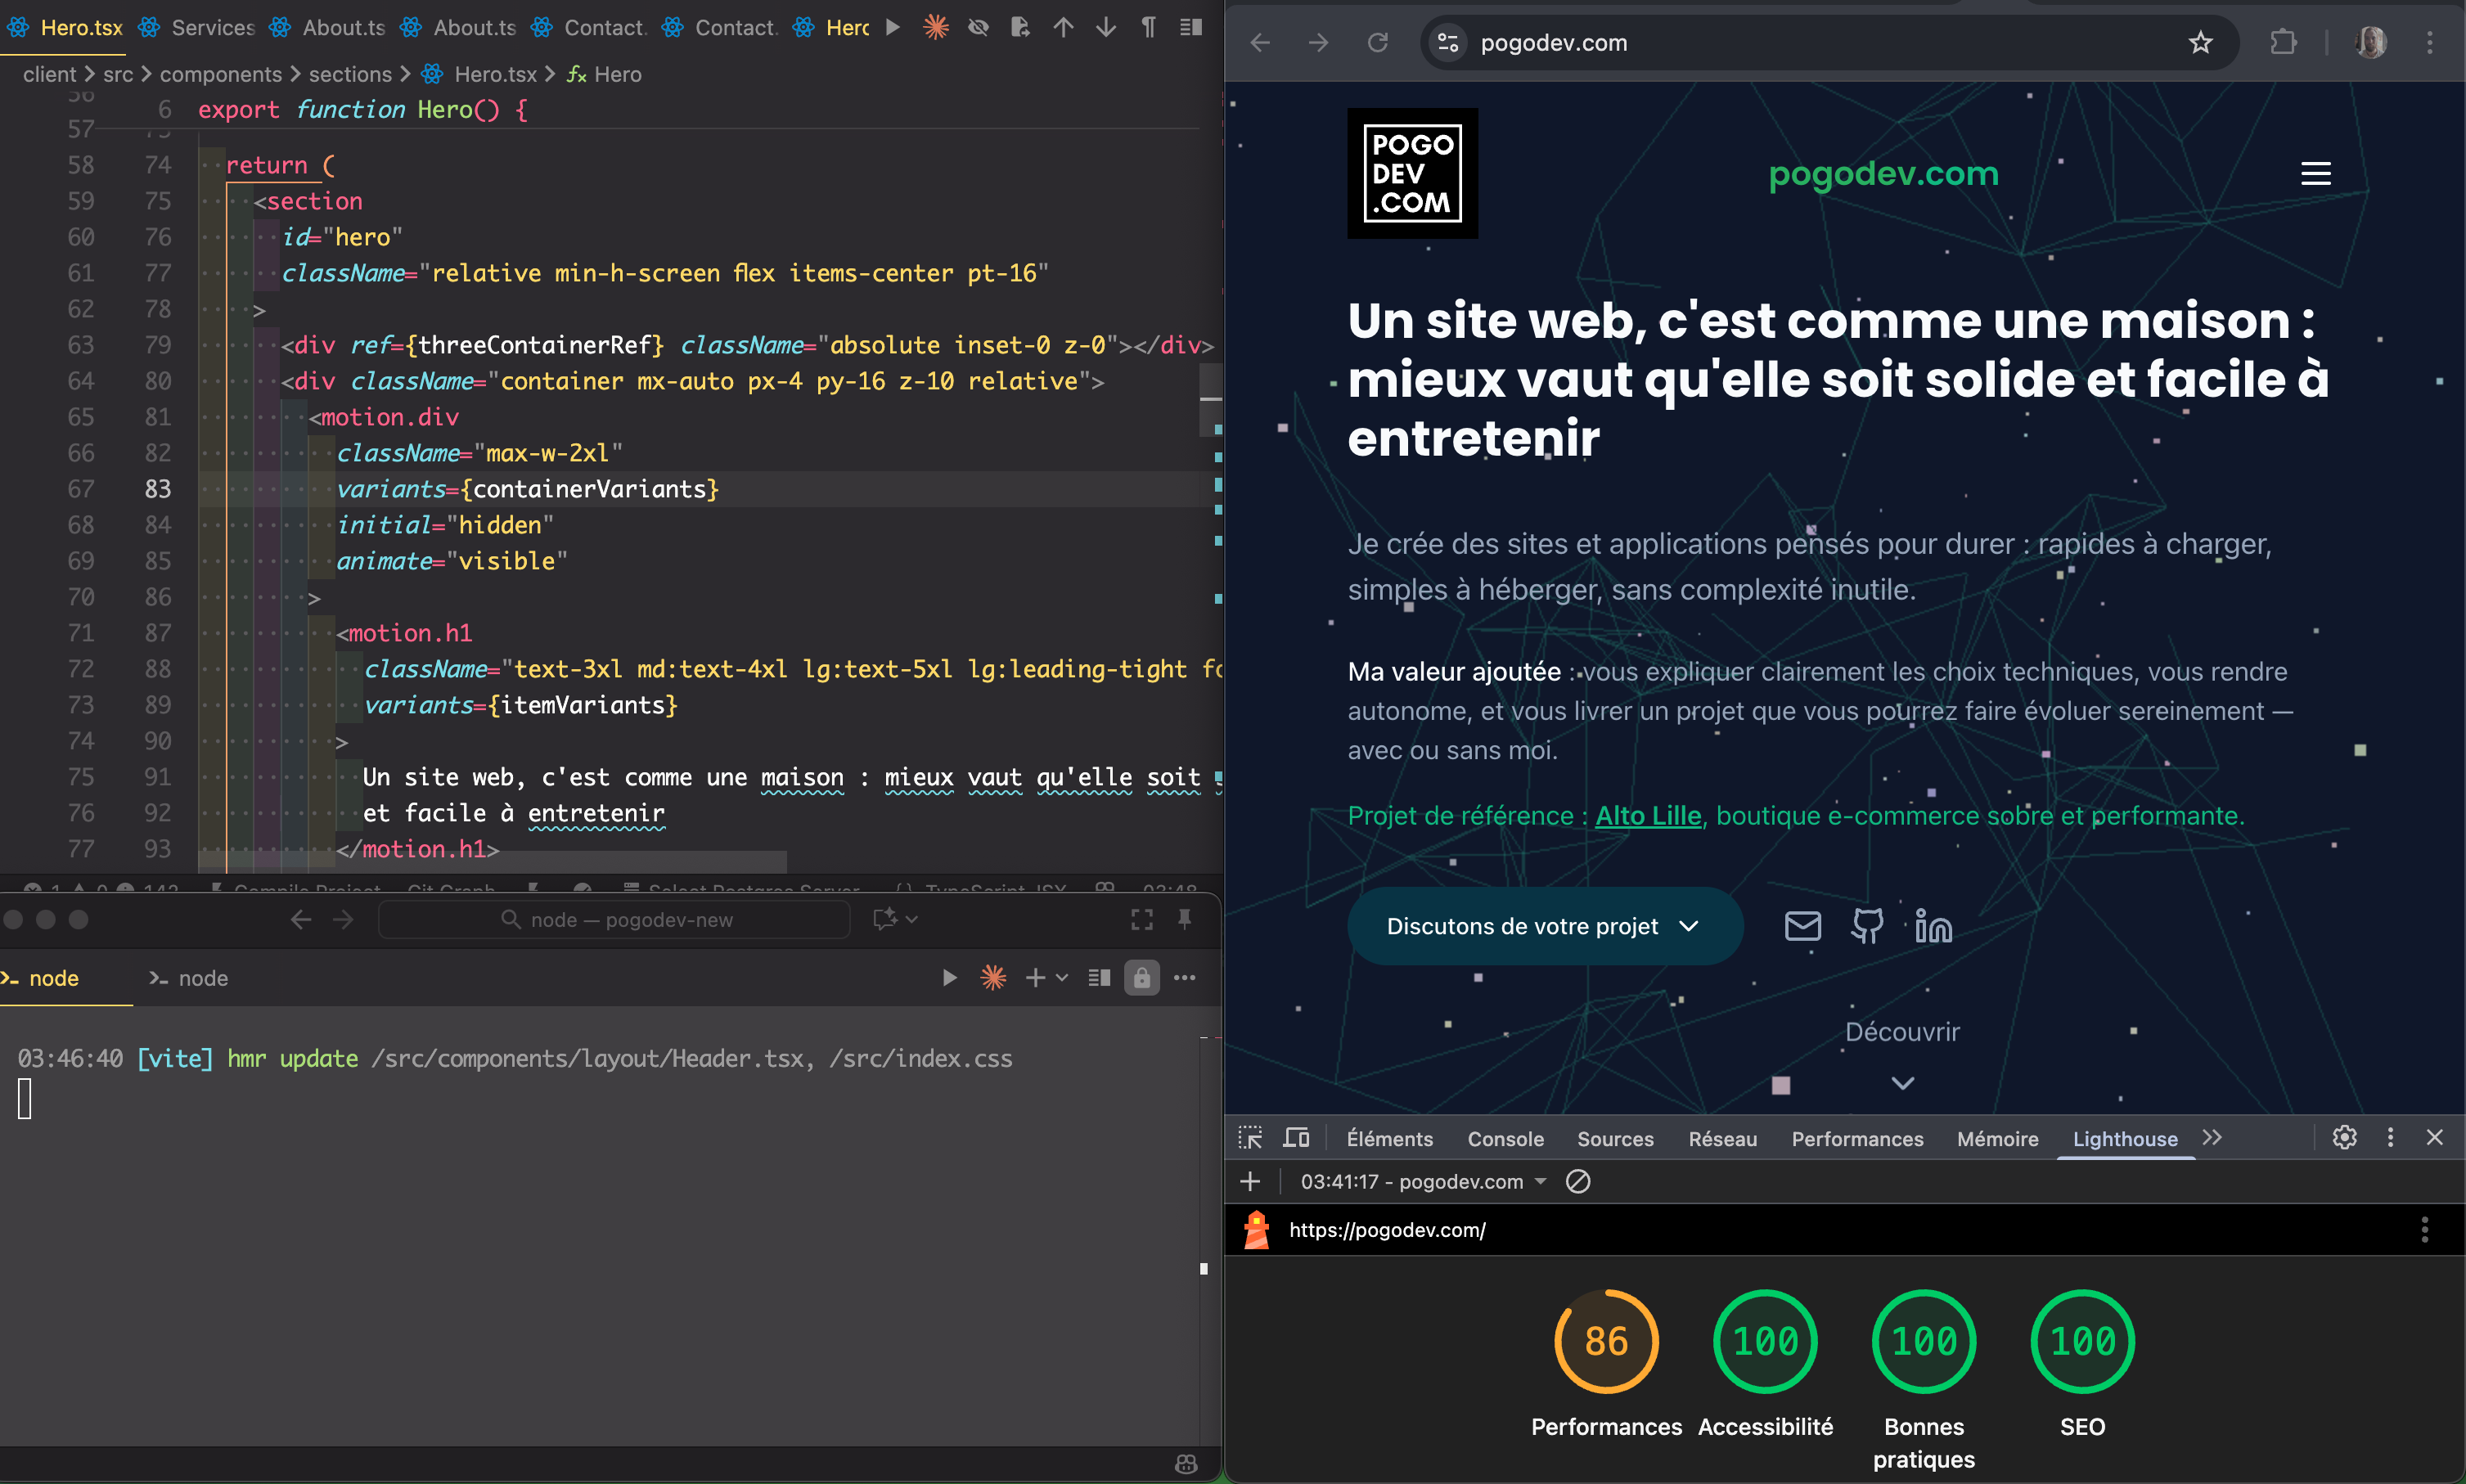 Hero.tsx Services About.ts About.ts Contact. Contact. Herc
client > src > components > sections > Hero.tsx > Hero
56 6 export function Hero() {
57
58 74 return (
59 75 <section
60 76 id="hero"
61 77 className="relative min-h-screen flex items-center pt-16"
62 78 >
63 79 <div ref={threeContainerRef} className="absolute inset-0 z-0"></div>
64 80 <div className="container mx-auto px-4 py-16 z-10 relative">
65 81 <motion.div
66 82 className="max-w-2xl"
67 83 variants={containerVariants}
68 84 initial="hidden"
69 85 animate="visible"
70 86 >
71 87 <motion.h1
72 88 className="text-3xl md:text-4xl lg:text-5xl lg:leading-tight fo
73 89 variants={itemVariants}
74 90 >
75 91 Un site web, c'est comme une maison : mieux vaut qu'elle soit s
76 92 et facile à entretenir
77 93 </motion.h1>
Compile Project Git Graph Select Postgres Server {} TypeScript JSX 03:48
node — pogodev-new
node node
03:46:40 [vite] hmr update /src/components/layout/Header.tsx, /src/index.css
pogodev.com
POGO
DEV
.COM
pogodev.com
Un site web, c'est comme une maison :
mieux vaut qu'elle soit solide et facile à
entretenir
Je crée des sites et applications pensés pour durer : rapides à charger,
simples à héberger, sans complexité inutile.
Ma valeur ajoutée : vous expliquer clairement les choix techniques, vous rendre
autonome, et vous livrer un projet que vous pourrez faire évoluer sereinement —
avec ou sans moi.
Projet de référence : Alto Lille, boutique e-commerce sobre et performante.
Discutons de votre projet
Découvrir
Éléments Console Sources Réseau Performances Mémoire Lighthouse
03:41:17 - pogodev.com
https://pogodev.com/
86 100 100 100
Performances Accessibilité Bonnes pratiques SEO